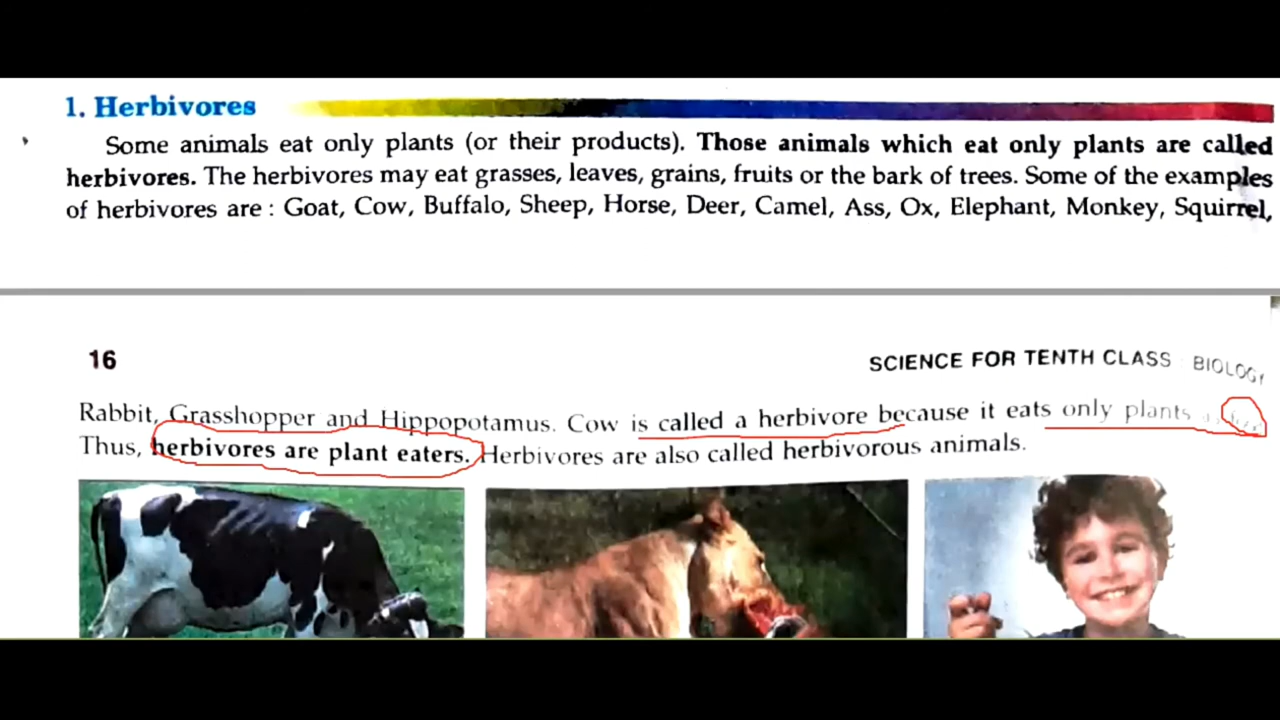 1. Herbivores
Some animals eat only plants (or their products). Those animals which eat only plants are called
herbivores. The herbivores may eat grasses, leaves, grains, fruits or the bark of trees. Some of the examples
of herbivores are : Goat, Cow, Buffalo, Sheep, Horse, Deer, Camel, Ass, Ox, Elephant, Monkey, Squirrel,
16
SCIENCE FOR TENTH CLASS : BIOLOGY
Rabbit, Grasshopper and Hippopotamus. Cow is called a herbivore because it eats only plants
Thus, herbivores are plant eaters. Herbivores are also called herbivorous animals.